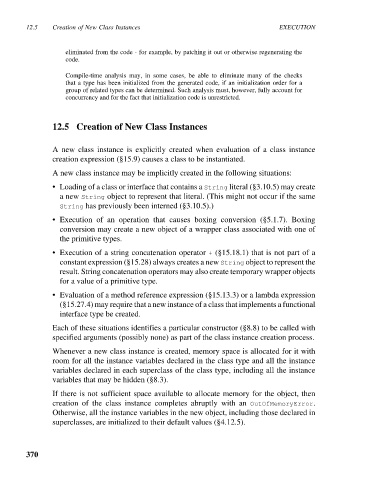 12.5 Creation of New Class Instances EXECUTION
eliminated from the code - for example, by patching it out or otherwise regenerating the
code.
Compile-time analysis may, in some cases, be able to eliminate many of the checks
that a type has been initialized from the generated code, if an initialization order for a
group of related types can be determined. Such analysis must, however, fully account for
concurrency and for the fact that initialization code is unrestricted.
12.5 Creation of New Class Instances
A new class instance is explicitly created when evaluation of a class instance
creation expression (§15.9) causes a class to be instantiated.
A new class instance may be implicitly created in the following situations:
• Loading of a class or interface that contains a String literal (§3.10.5) may create
a new String object to represent that literal. (This might not occur if the same
String has previously been interned (§3.10.5).)
• Execution of an operation that causes boxing conversion (§5.1.7). Boxing
conversion may create a new object of a wrapper class associated with one of
the primitive types.
• Execution of a string concatenation operator + (§15.18.1) that is not part of a
constant expression (§15.28) always creates a new String object to represent the
result. String concatenation operators may also create temporary wrapper objects
for a value of a primitive type.
• Evaluation of a method reference expression (§15.13.3) or a lambda expression
(§15.27.4) may require that a new instance of a class that implements a functional
interface type be created.
Each of these situations identifies a particular constructor (§8.8) to be called with
specified arguments (possibly none) as part of the class instance creation process.
Whenever a new class instance is created, memory space is allocated for it with
room for all the instance variables declared in the class type and all the instance
variables declared in each superclass of the class type, including all the instance
variables that may be hidden (§8.3).
If there is not sufficient space available to allocate memory for the object, then
creation of the class instance completes abruptly with an OutOfMemoryError.
Otherwise, all the instance variables in the new object, including those declared in
superclasses, are initialized to their default values (§4.12.5).
370